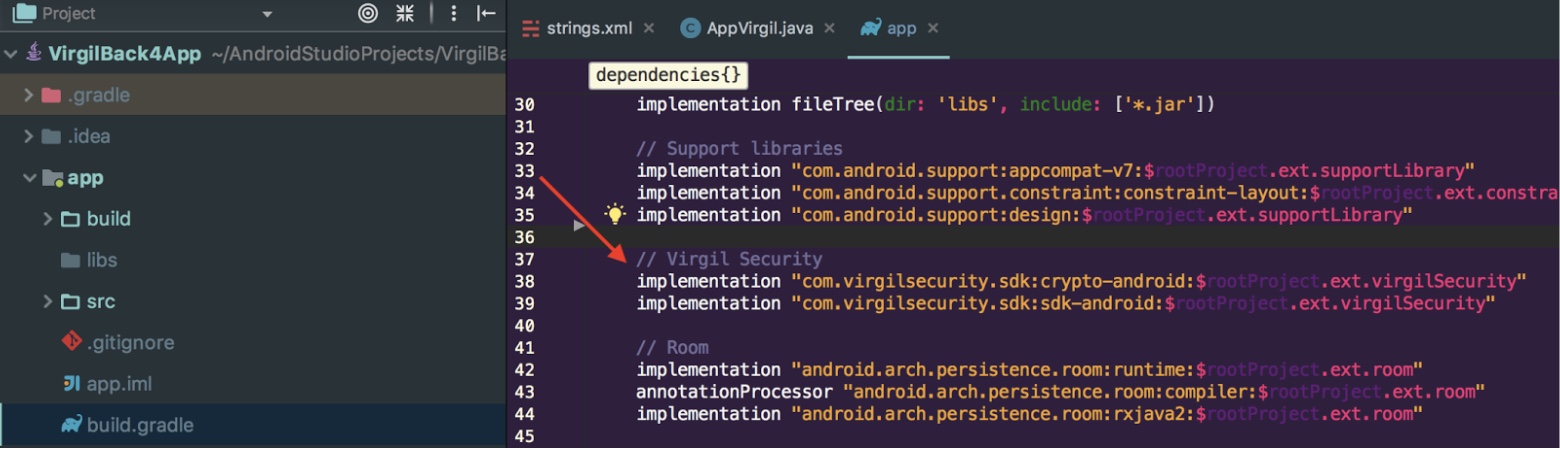 Project
VirgilBack4App ~/AndroidStudioProjects/VirgilBa
.gradle
.idea
app
build
libs
src
.gitignore
app.iml
build.gradle
strings.xml
AppVirgil.java
app
dependencies{}
30 implementation fileTree(dir: 'libs', include: ['*.jar'])
31
32 // Support libraries
33 implementation "com.android.support:appcompat-v7:$rootProject.ext.supportLibrary"
34 implementation "com.android.support.constraint:constraint-layout:$rootProject.ext.constra
35 implementation "com.android.support:design:$rootProject.ext.supportLibrary"
36
37 // Virgil Security
38 implementation "com.virgilsecurity.sdk:crypto-android:$rootProject.ext.virgilSecurity"
39 implementation "com.virgilsecurity.sdk:sdk-android:$rootProject.ext.virgilSecurity"
40
41 // Room
42 implementation "android.arch.persistence.room:runtime:$rootProject.ext.room"
43 annotationProcessor "android.arch.persistence.room:compiler:$rootProject.ext.room"
44 implementation "android.arch.persistence.room:rxjava2:$rootProject.ext.room"
45